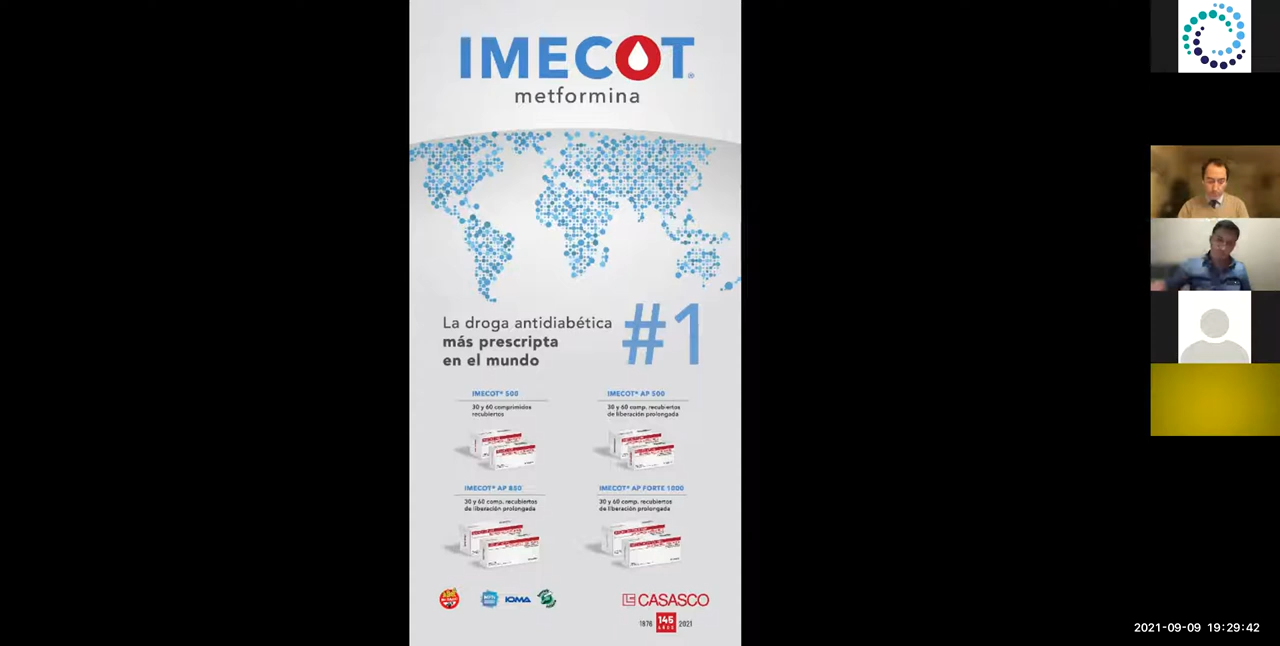 IMECOT®
metformina
La droga antidiabética
más prescripta
en el mundo
#1
IMECOT® 500
30 y 60 comprimidos
recubiertos
IMECOT® AP 500
30 y 60 comp. recubiertos
de liberación prolongada
IMECOT® AP 850
30 y 60 comp. recubiertos
de liberación prolongada
IMECOT® AP FORTE 1000
30 y 60 comp. recubiertos
de liberación prolongada
IOMA
CASASCO
1876 145 AÑOS 2021
2021-09-09 19:29:42